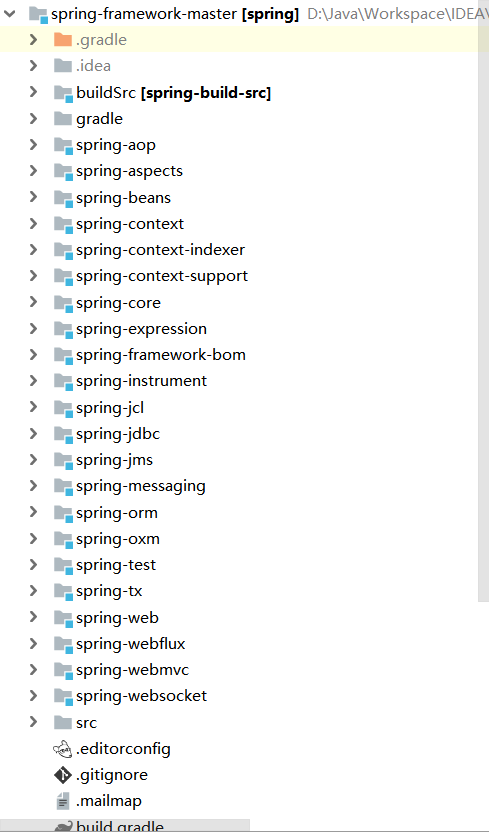 spring-framework-master [spring] D:\Java\Workspace\IDEA\
.gradle
.idea
buildSrc [spring-build-src]
gradle
spring-aop
spring-aspects
spring-beans
spring-context
spring-context-indexer
spring-context-support
spring-core
spring-expression
spring-framework-bom
spring-instrument
spring-jcl
spring-jdbc
spring-jms
spring-messaging
spring-orm
spring-oxm
spring-test
spring-tx
spring-web
spring-webflux
spring-webmvc
spring-websocket
src
.editorconfig
.gitignore
.mailmap
build.gradle